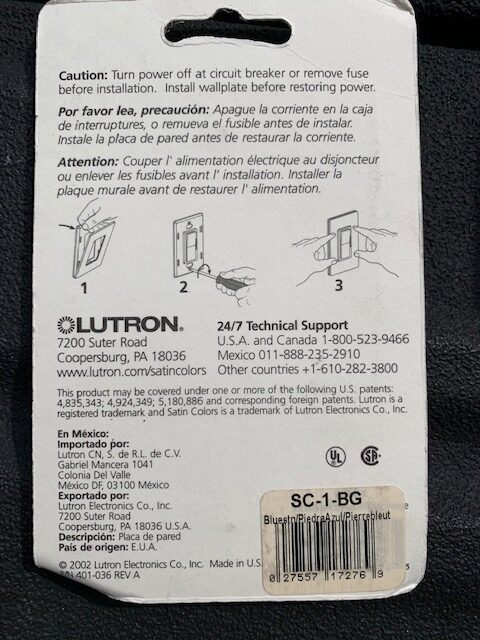 Caution: Turn power off at circuit breaker or remove fuse
before installation. Install wallplate before restoring power.
Por favor lea, precaución: Apague la corriente en la caja
de interruptores, o remueva el fusible antes de instalar.
Instale la placa de pared antes de restaurar la corriente.
Attention: Couper l' alimentation électrique au disjoncteur
ou enlever les fusibles avant l' installation. Installer la
plaque murale avant de restaurer l' alimentation.
1 2 3
LUTRON®
7200 Suter Road
Coopersburg, PA 18036
www.lutron.com/satincolors
24/7 Technical Support
U.S.A. and Canada 1-800-523-9466
Mexico 011-888-235-2910
Other countries +1-610-282-3800
This product may be covered under one or more of the following U.S. patents:
4,835,343; 4,924,349; 5,180,886 and corresponding foreign patents. Lutron is a
registered trademark and Satin Colors is a trademark of Lutron Electronics Co., Inc.
En México:
Importado por:
Lutron CN, S. de R.L. de C.V.
Gabriel Mancera 1041
Colonia Del Valle
México DF, 03100 México
Exportado por:
Lutron Electronics Co., Inc.
7200 Suter Road
Coopersburg, PA 18036 U.S.A.
Descripción: Placa de pared
País de origen: E.U.A.
© 2002 Lutron Electronics Co., Inc. Made in U.S.
P/N 401-036 REV A
UL ®
SA ®
SC-1-BG
Bluestn/PiedraAzul/Pierrebleut
0 27557 17276 9